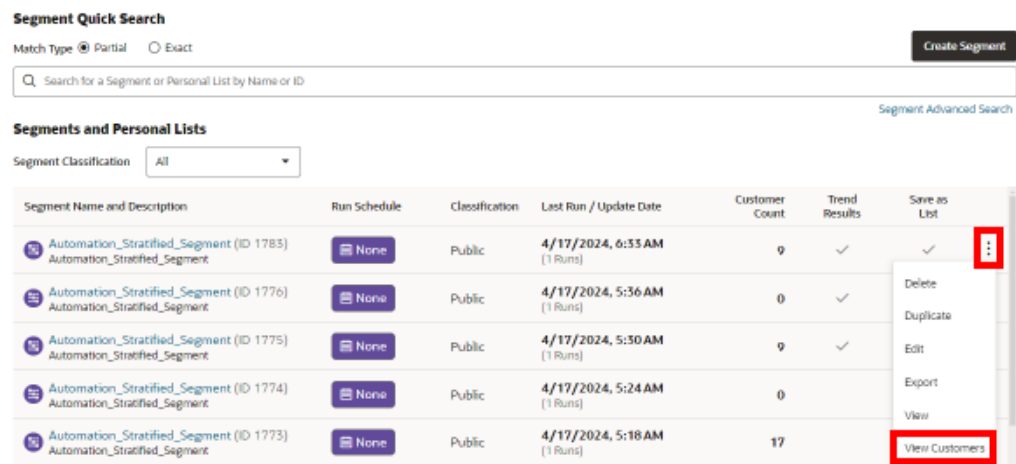 Segment Quick Search
Match Type Partial Exact
Create Segment
Search for a Segment or Personal List by Name or ID
Segment Advanced Search
Segments and Personal Lists
Segment Classification All
Segment Name and Description Run Schedule Classification Last Run / Update Date Customer Count Trend Results Save as List
Automation_Stratified_Segment (ID 1783) None Public 4/17/2024, 6:33 AM 9
Automation_Stratified_Segment (1 Runs)
Automation_Stratified_Segment (ID 1776) None Public 4/17/2024, 5:36 AM 0
Automation_Stratified_Segment (1 Runs)
Automation_Stratified_Segment (ID 1775) None Public 4/17/2024, 5:30 AM 9
Automation_Stratified_Segment (1 Runs)
Automation_Stratified_Segment (ID 1774) None Public 4/17/2024, 5:24 AM 0
Automation_Stratified_Segment (1 Runs)
Automation_Stratified_Segment (ID 1773) None Public 4/17/2024, 5:18 AM 17
Automation_Stratified_Segment (1 Runs)
Delete
Duplicate
Edit
Export
View
View Customers